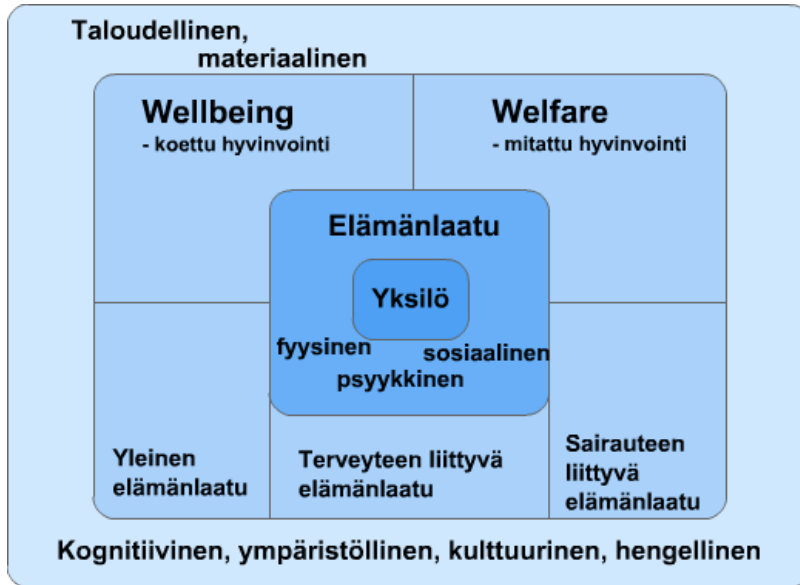 Taloudellinen,
materiaalinen
Wellbeing
- koettu hyvinvointi
Welfare
- mitattu hyvinvointi
Elämänlaatu
Yksilö
fyysinen
sosiaalinen
psyykkinen
Yleinen
elämänlaatu
Terveyteen liittyvä
elämänlaatu
Sairauteen
liittyvä
elämänlaatu
Kognitiivinen, ympäristöllinen, kulttuurinen, hengellinen